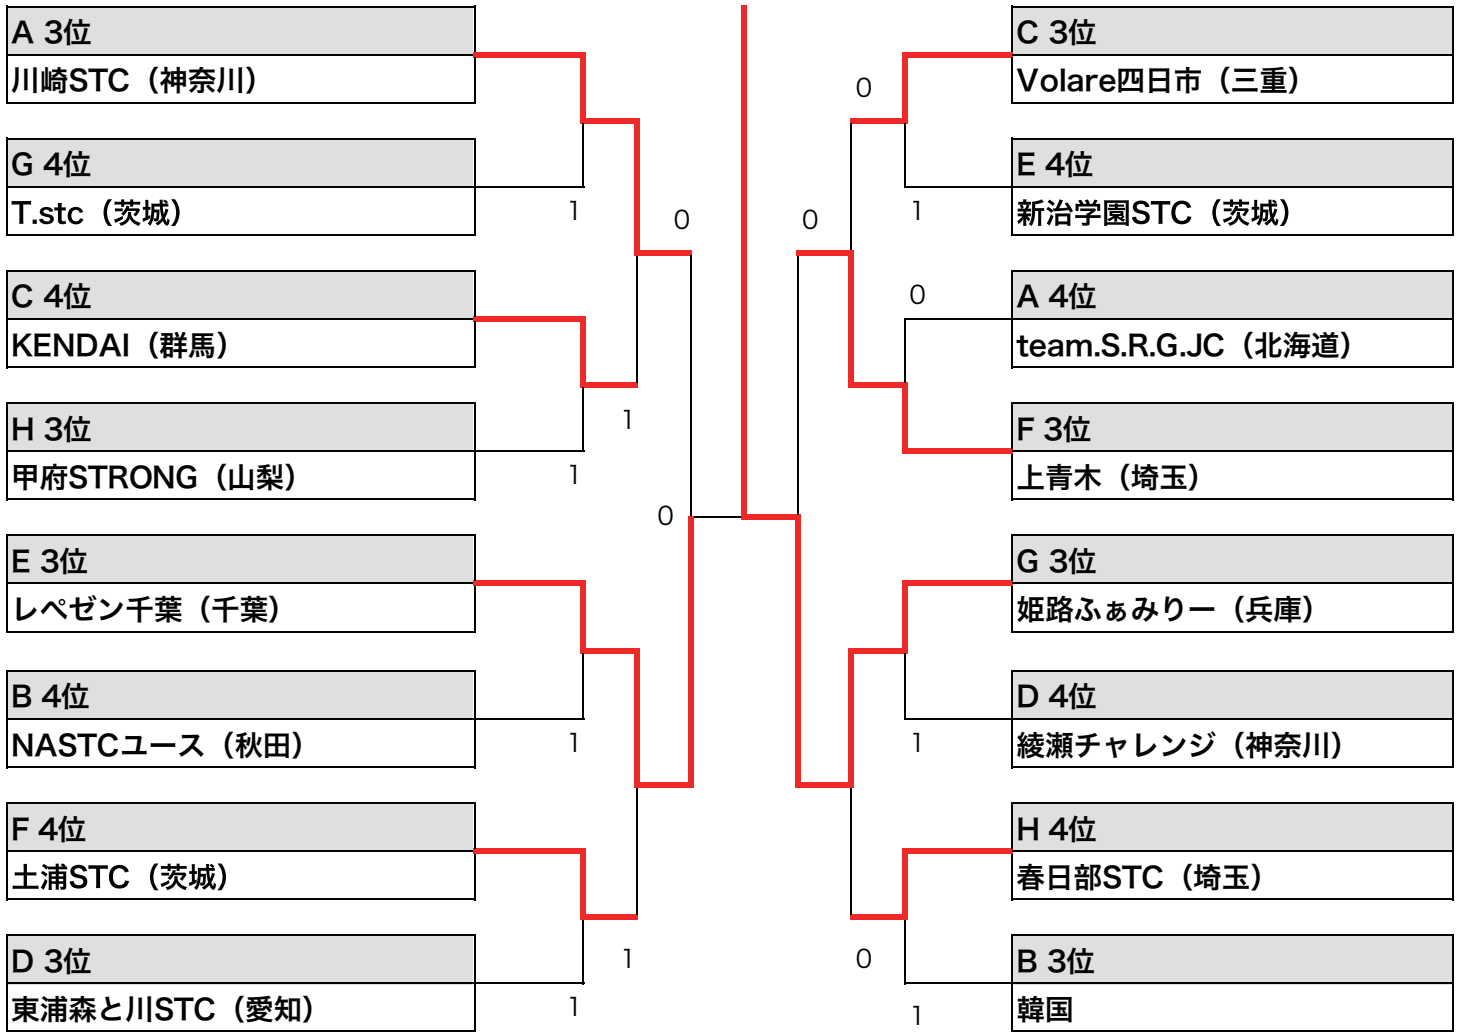 A 3位
川崎STC（神奈川）
G 4位
T.stc（茨城）
1
0
C 4位
KENDAI（群馬）
H 3位
甲府STRONG（山梨）
1
1
0
E 3位
レペゼン千葉（千葉）
B 4位
NASTCユース（秋田）
1
F 4位
土浦STC（茨城）
D 3位
東浦森と川STC（愛知）
1
1
C 3位
Volare四日市（三重）
0
E 4位
新治学園STC（茨城）
1
0
A 4位
team.S.R.G.JC（北海道）
0
F 3位
上青木（埼玉）
G 3位
姫路ふぁみりー（兵庫）
D 4位
綾瀬チャレンジ（神奈川）
1
H 4位
春日部STC（埼玉）
0
B 3位
韓国
1